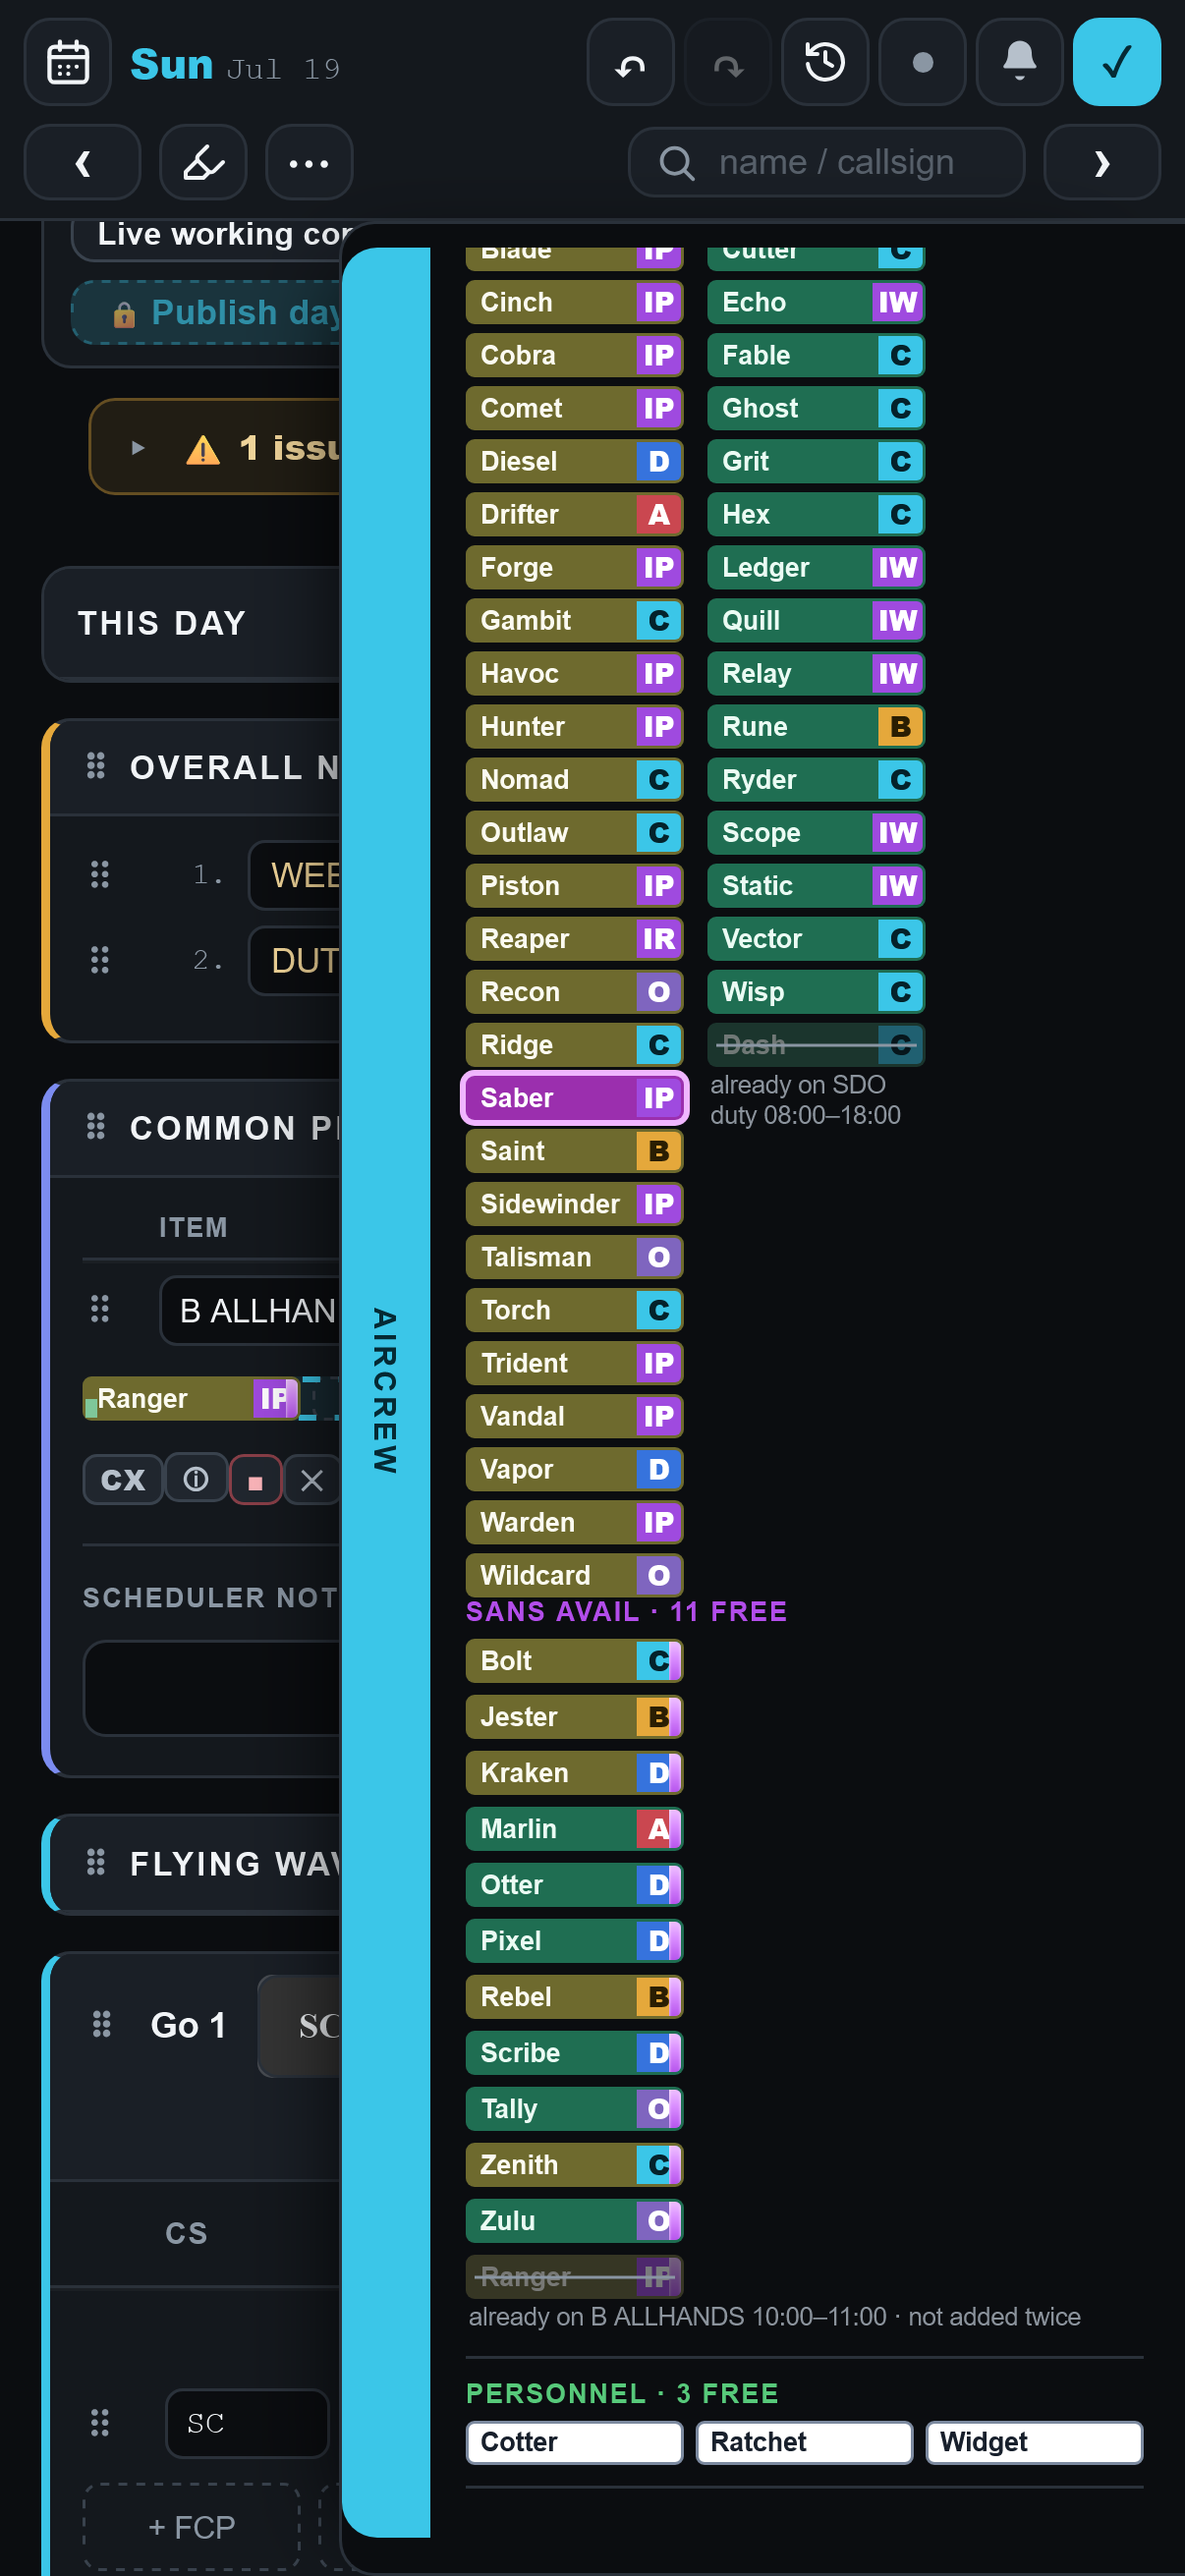 Sun Jul 19
name / callsign
Live working cor
Publish day
1 issu
THIS DAY
OVERALL N
1. WEE
2. DUT
COMMON P
ITEM
B ALLHAN
Ranger IP
CX
SCHEDULER NOT
FLYING WAV
Go 1 SC
CS
SC
+ FCP
AIRCREW
Blade IP
Cinch IP
Cobra IP
Comet IP
Diesel D
Drifter A
Forge IP
Gambit C
Havoc IP
Hunter IP
Nomad C
Outlaw C
Piston IP
Reaper IR
Recon O
Ridge C
Saber IP
Saint B
Sidewinder IP
Talisman O
Torch C
Trident IP
Vandal IP
Vapor D
Warden IP
Wildcard O
Cutter C
Echo IW
Fable C
Ghost C
Grit C
Hex C
Ledger IW
Quill IW
Relay IW
Rune B
Ryder C
Scope IW
Static IW
Vector C
Wisp C
Dash C
already on SDO
duty 08:00–18:00
SANS AVAIL · 11 FREE
Bolt C
Jester B
Kraken D
Marlin A
Otter D
Pixel D
Rebel B
Scribe D
Tally O
Zenith C
Zulu O
Ranger IP
already on B ALLHANDS 10:00–11:00 · not added twice
PERSONNEL · 3 FREE
Cotter Ratchet Widget